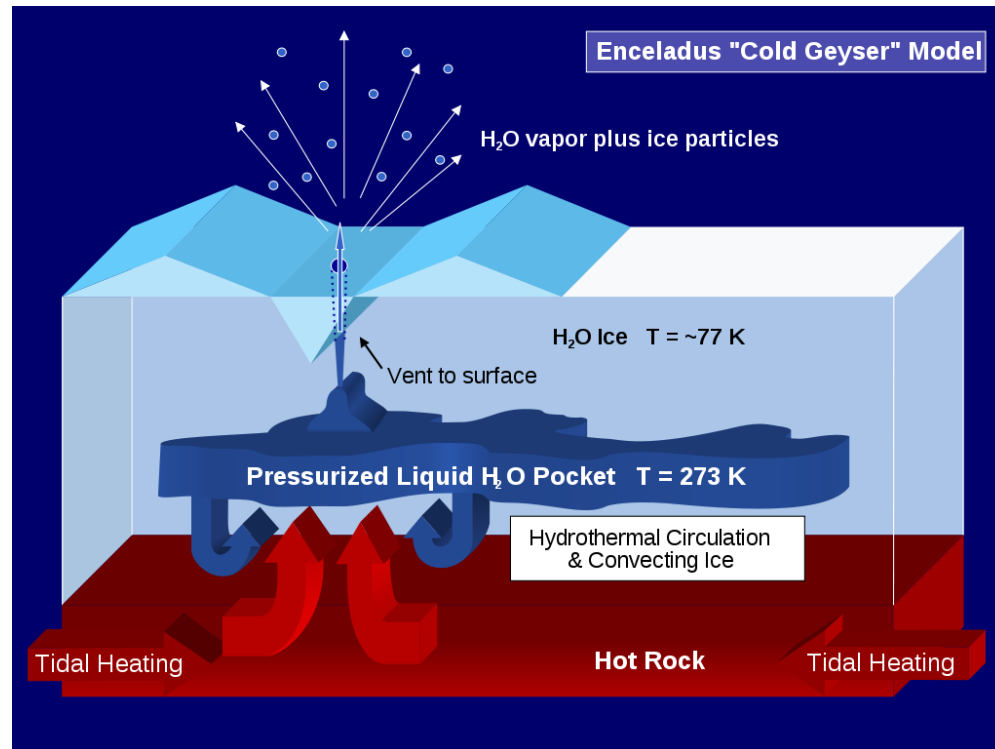 Enceladus "Cold Geyser" Model
H₂O vapor plus ice particles
H₂O Ice T = ~77 K
Vent to surface
Pressurized Liquid H₂O Pocket T = 273 K
Hydrothermal Circulation
& Convecting Ice
Tidal Heating
Hot Rock
Tidal Heating